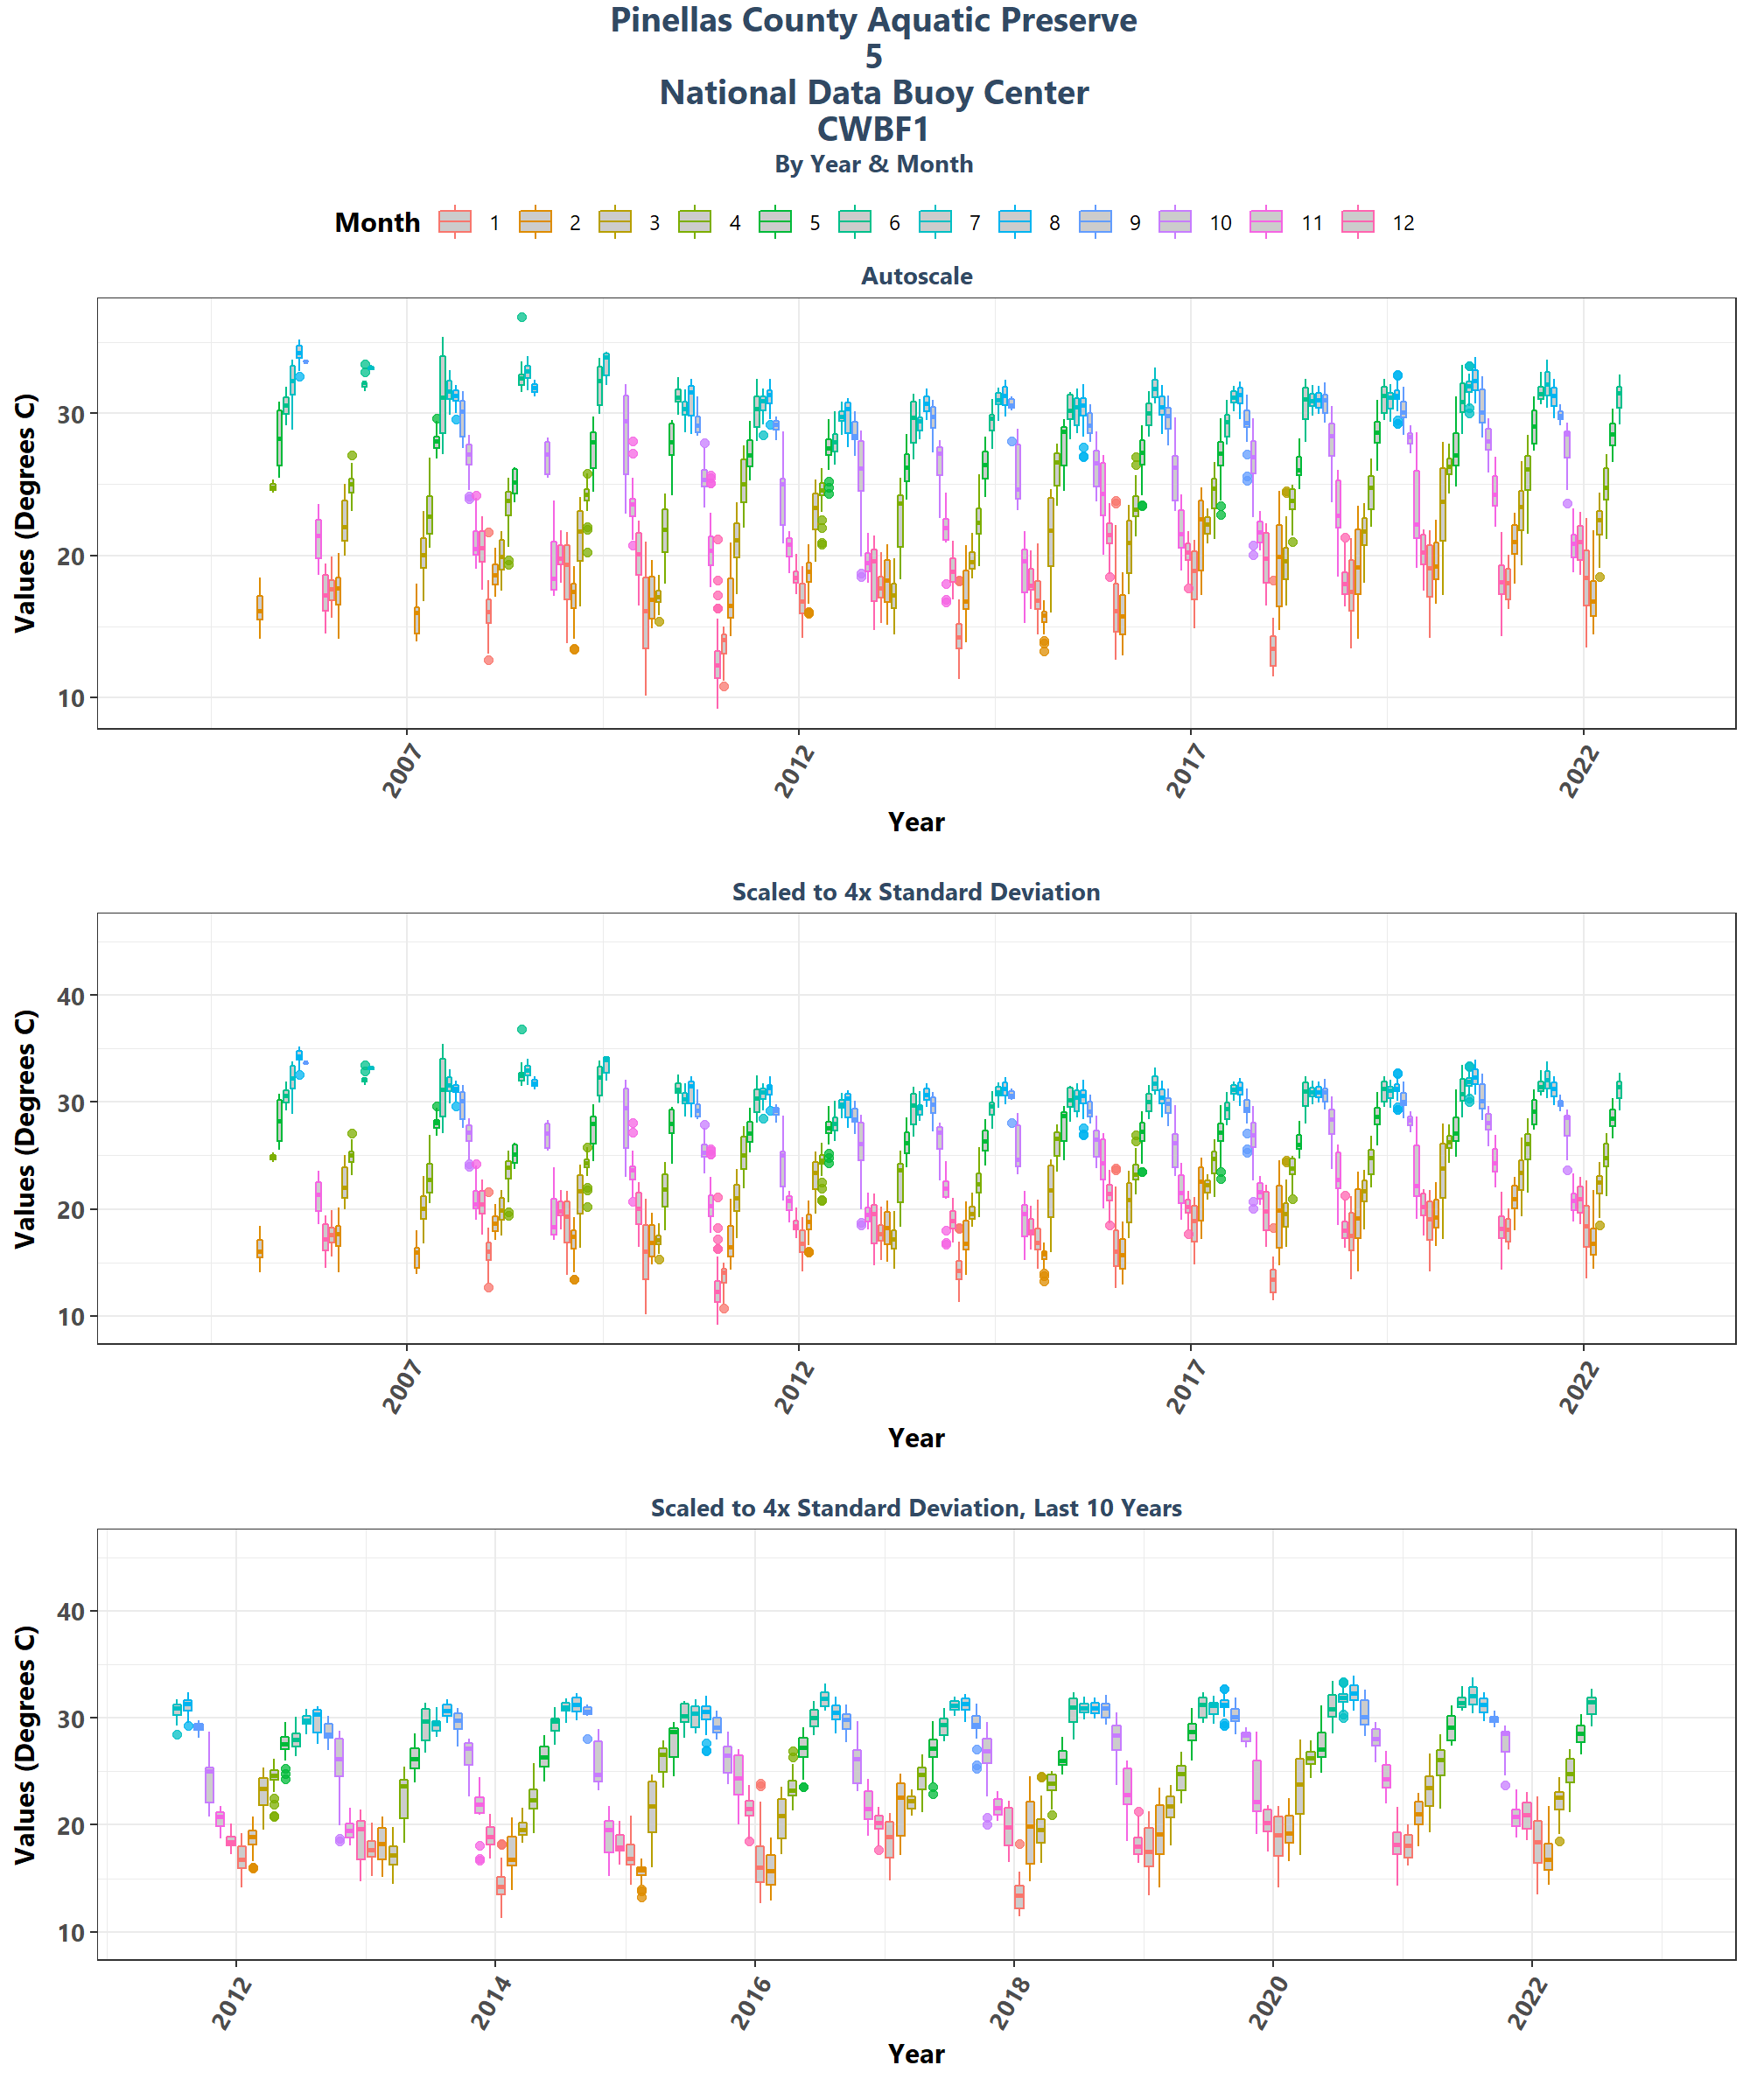 Pinellas County Aquatic Preserve
5
National Data Buoy Center
CWBF1
By Year & Month
Month 1 2 3 4 5 6 7 8 9 10 11 12
Autoscale
Values (Degrees C)
30
20
10
2007 2012 2017 2022
Year
Scaled to 4x Standard Deviation
Values (Degrees C)
40
30
20
10
2007 2012 2017 2022
Year
Scaled to 4x Standard Deviation, Last 10 Years
Values (Degrees C)
40
30
20
10
2012 2014 2016 2018 2020 2022
Year